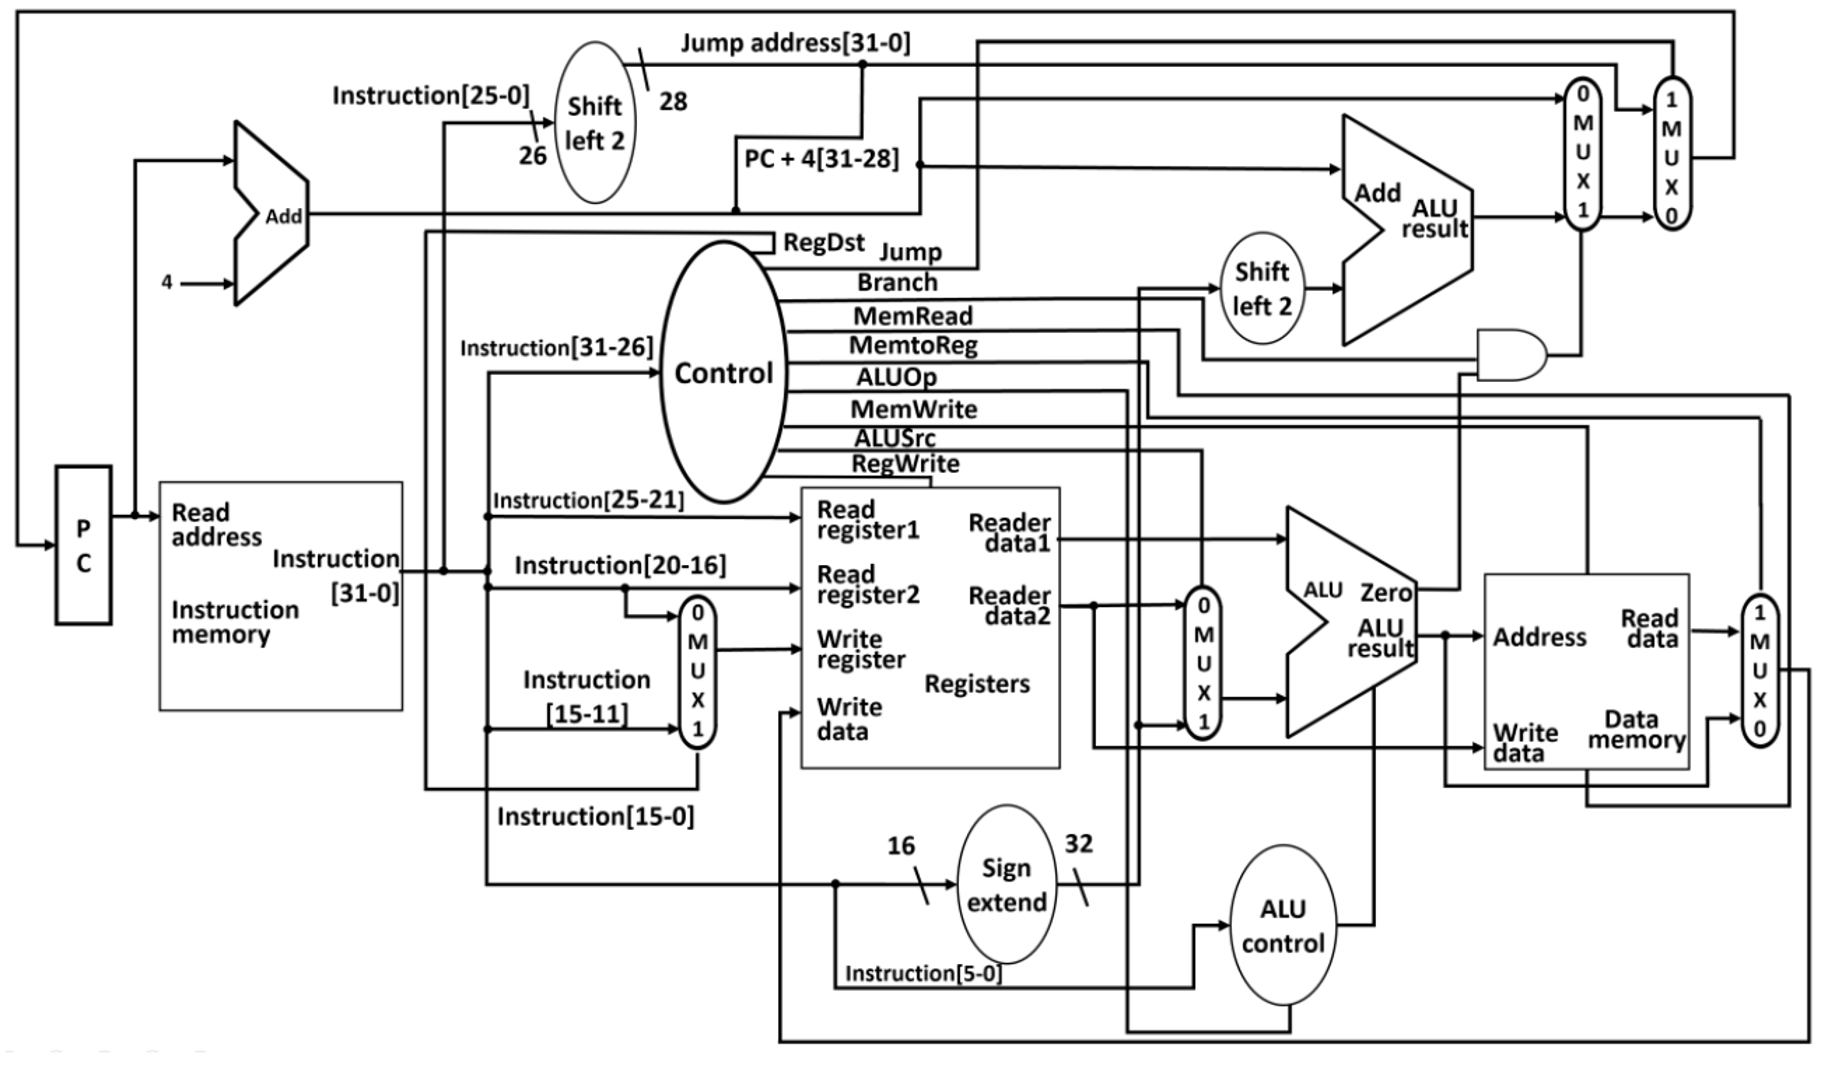 Jump address[31-0]
Instruction[25-0]
Shift
left 2
28
26
PC + 4[31-28]
Add
4
0
M
U
X
1
1
M
U
X
0
Add
ALU
result
Shift
left 2
RegDst
Jump
Branch
MemRead
MemtoReg
ALUOp
MemWrite
ALUSrc
RegWrite
Control
Instruction[31-26]
P
C
Read
address
Instruction
[31-0]
Instruction
memory
Instruction[25-21]
Instruction[20-16]
0
M
U
X
1
Instruction
[15-11]
Instruction[15-0]
Read
register1
Read
register2
Write
register
Write
data
Reader
data1
Reader
data2
Registers
0
M
U
X
1
ALU
Zero
ALU
result
Address
Read
data
Write
data
Data
memory
1
M
U
X
0
16
Sign
extend
32
ALU
control
Instruction[5-0]